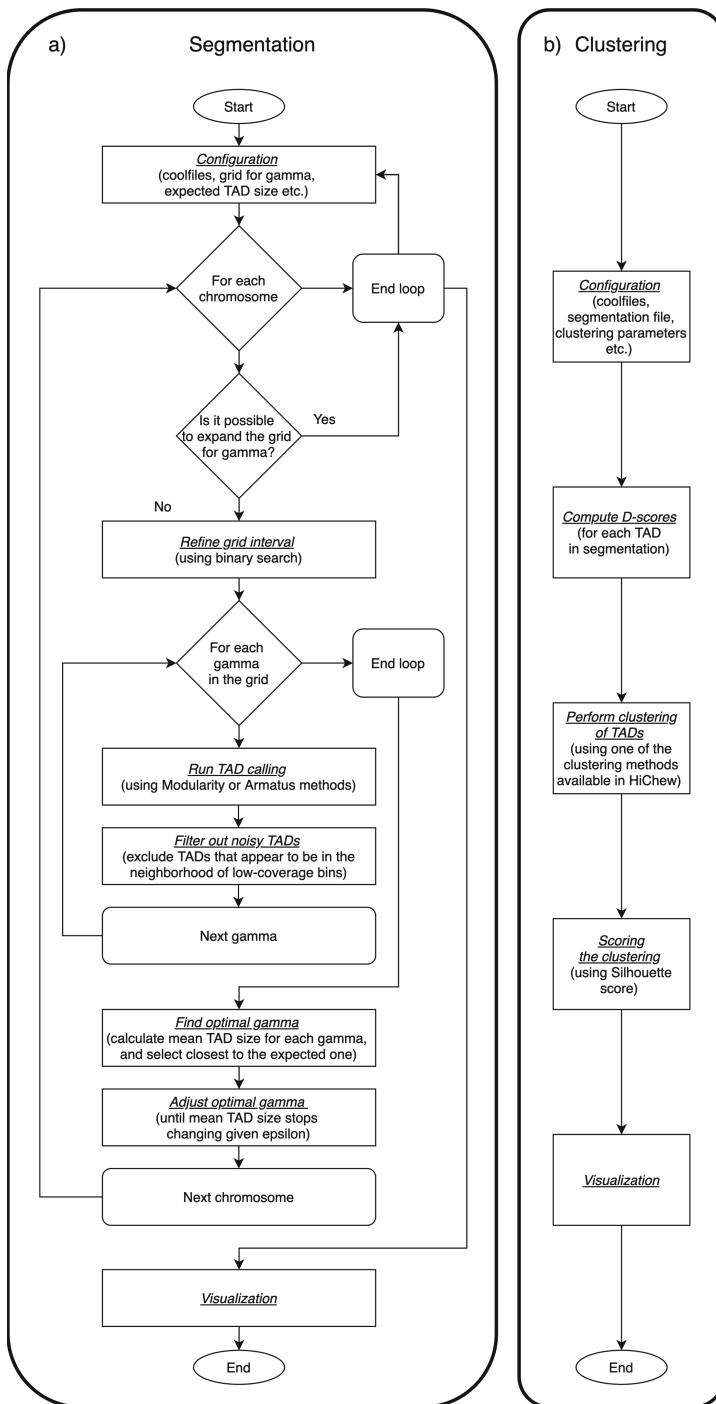 a)
Segmentation
Start
Configuration
(coolfiles, grid for gamma,
expected TAD size etc.)
For each
chromosome
End loop
Is it possible
to expand the grid
for gamma?
Yes
No
Refine grid interval
(using binary search)
For each
gamma
in the grid
End loop
Run TAD calling
(using Modularity or Armatus methods)
Filter out noisy TADs
(exclude TADs that appear to be in the
neighborhood of low-coverage bins)
Next gamma
Find optimal gamma
(calculate mean TAD size for each gamma,
and select closest to the expected one)
Adjust optimal gamma
(until mean TAD size stops
changing given epsilon)
Next chromosome
Visualization
End
b)
Clustering
Start
Configuration
(coolfiles,
segmentation file,
clustering parameters
etc.)
Compute D-scores
(for each TAD
in segmentation)
Perform clustering
of TADs
(using one of the
clustering methods
available in HiChew)
Scoring
the clustering
(using Silhouette
score)
Visualization
End